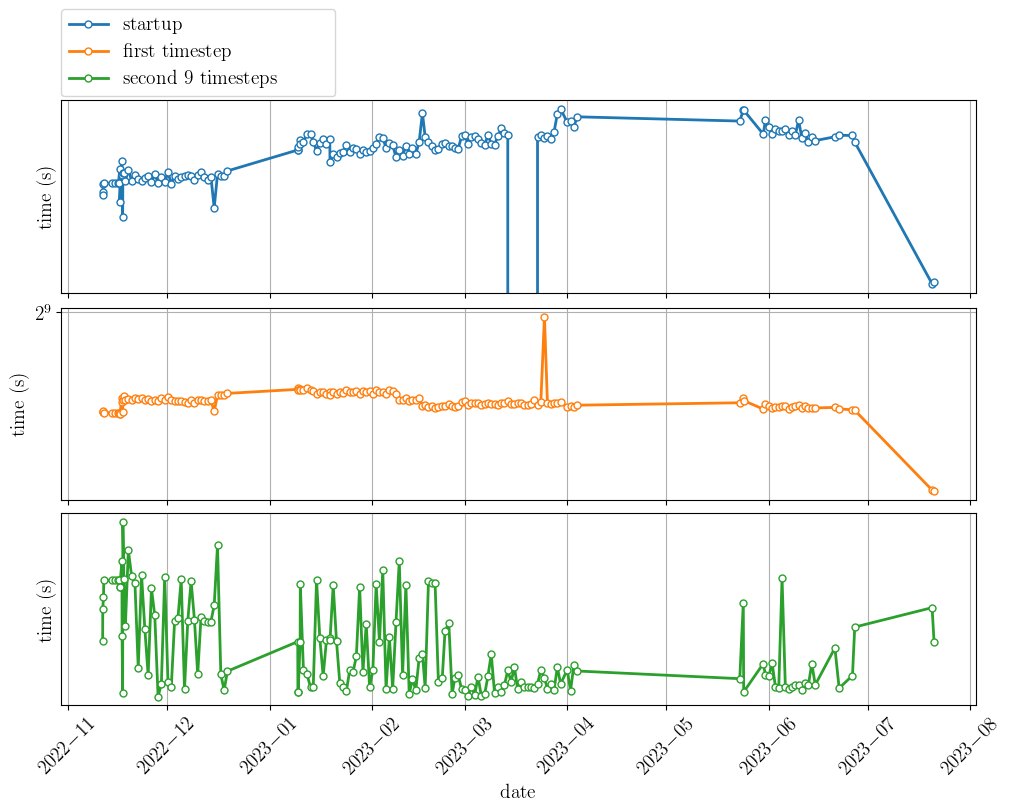 startup
first timestep
second 9 timesteps
time (s)
2⁹
time (s)
time (s)
2022−11
2022−12
2023−01
2023−02
2023−03
2023−04
2023−05
2023−06
2023−07
2023−08
date